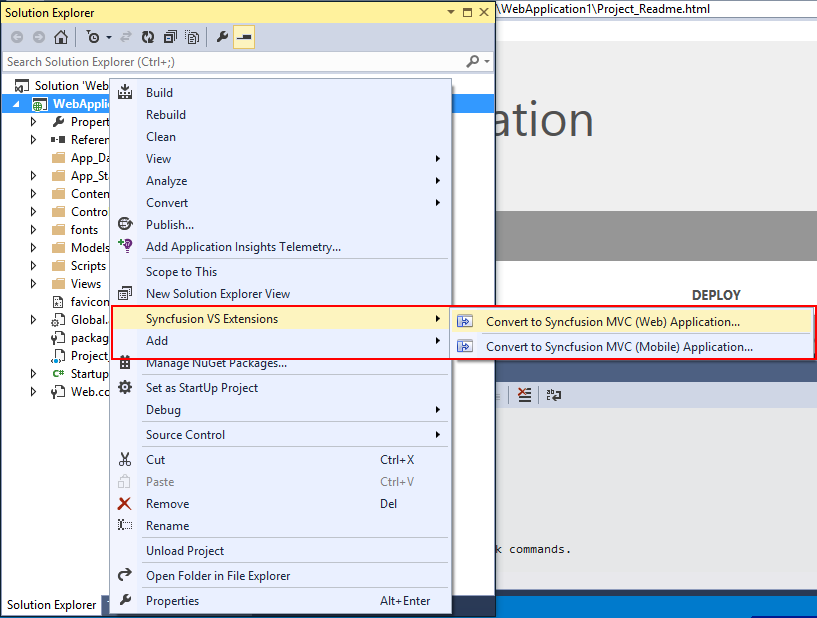 Solution Explorer
\WebApplication1\Project_Readme.html
Search Solution Explorer (Ctrl+;)
Solution 'Web
WebAppli
Propert
Referen
App_Da
App_St
Conten
Contro
fonts
Models
Scripts
Views
favicon
Global.
packag
Project_
Startup
Web.co
Build
Rebuild
Clean
View
Analyze
Convert
Publish...
Add Application Insights Telemetry...
Scope to This
New Solution Explorer View
Syncfusion VS Extensions
Add
Manage NuGet Packages...
Set as StartUp Project
Debug
Source Control
Cut Ctrl+X
Paste Ctrl+V
Remove Del
Rename
Unload Project
Open Folder in File Explorer
Properties Alt+Enter
Convert to Syncfusion MVC (Web) Application...
Convert to Syncfusion MVC (Mobile) Application...
ation
DEPLOY
k commands.
Solution Explorer